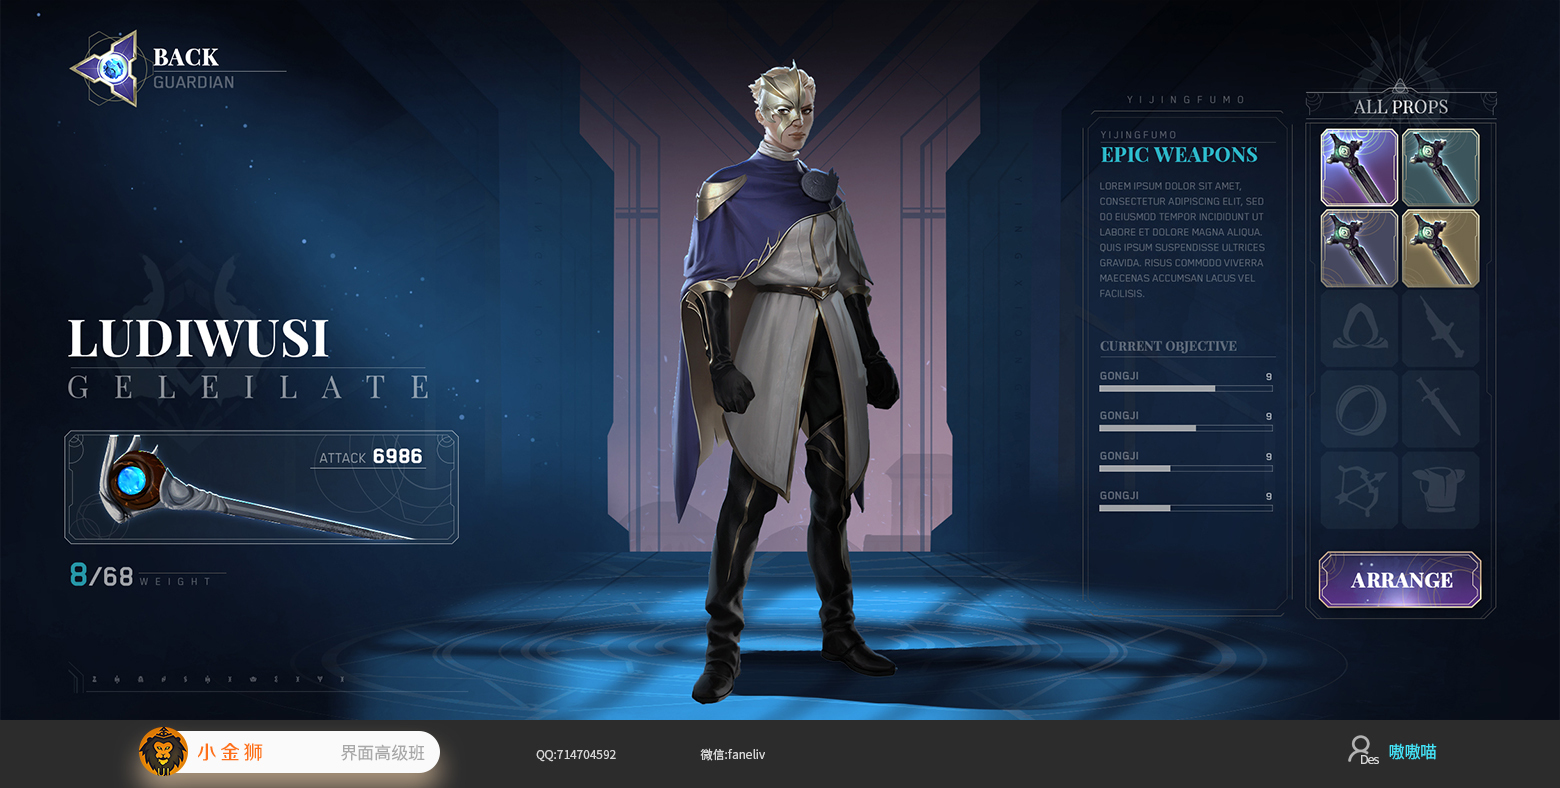 BACK
GUARDIAN
LUDIWUSI
GELEILATE
ATTACK 6986
8/68 WEIGHT
YIJINGFUMO
YIJINGFUMO
EPIC WEAPONS
LOREM IPSUM DOLOR SIT AMET,
CONSECTETUR ADIPISCING ELIT, SED
DO EIUSMOD TEMPOR INCIDIDUNT UT
LABORE ET DOLORE MAGNA ALIQUA.
QUIS IPSUM SUSPENDISSE ULTRICES
GRAVIDA. RISUS COMMODO VIVERRA
MAECENAS ACCUMSAN LACUS VEL
FACILISIS.
CURRENT OBJECTIVE
GONGJI 9
GONGJI 9
GONGJI 9
GONGJI 9
ALL PROPS
ARRANGE
UI
小金狮
界面高级班
QQ:714704592
微信:faneliv
Des
嗷嗷喵